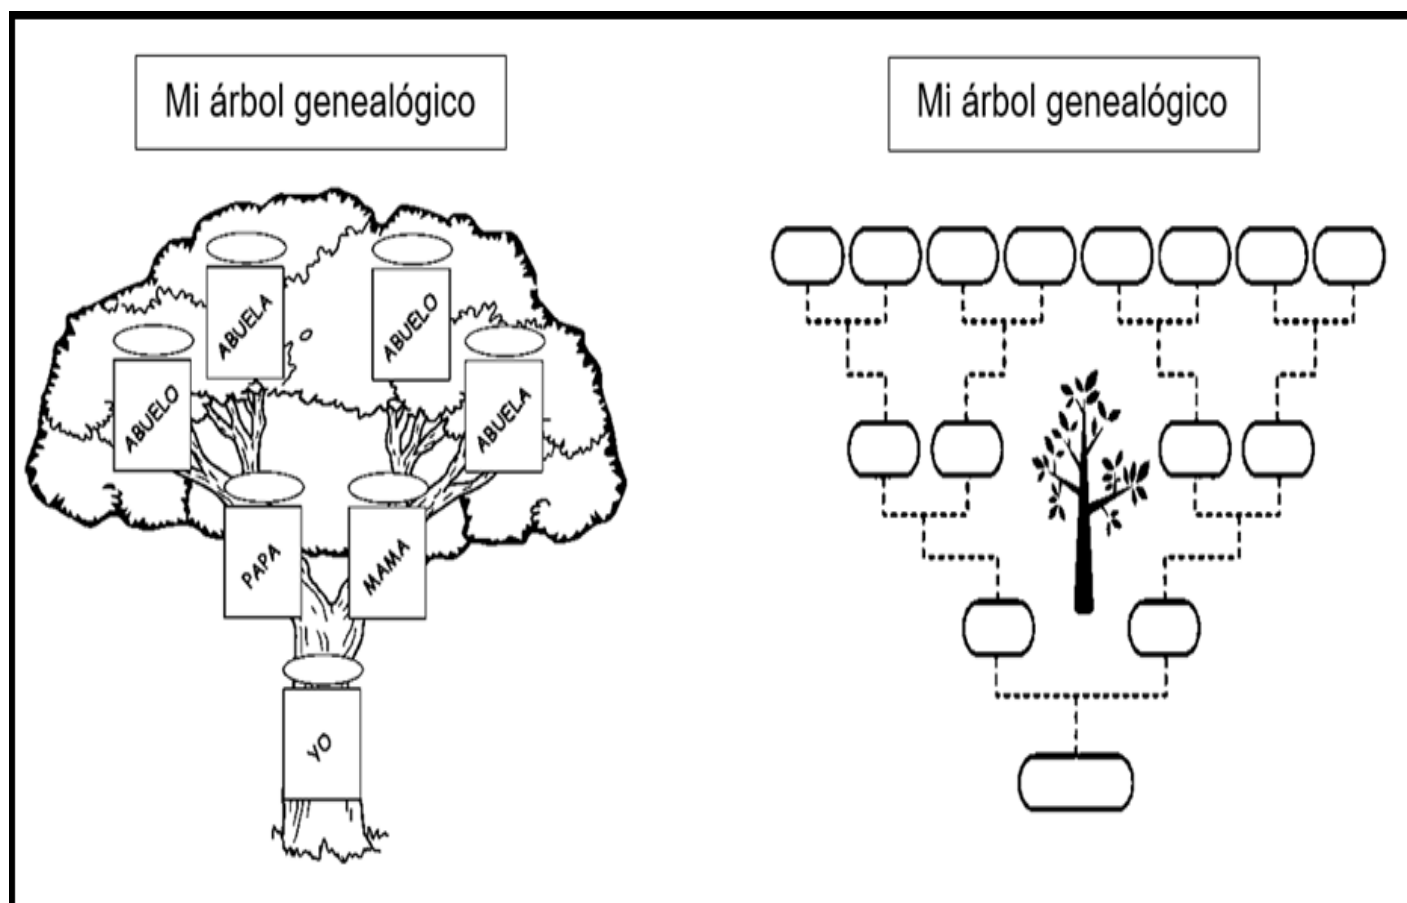 Mi árbol genealógico
ABUELA
ABUELO
ABUELO
ABUELA
PAPA
MAMA
YO
Mi árbol genealógico